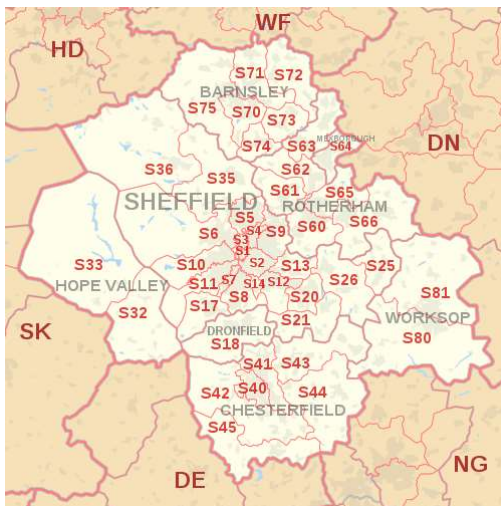 WF
HD
S71
S72
BARNSLEY
S75
S70
S73
MEXBOROUGH
DN
S74
S63
S64
S36
S35
S62
SHEFFIELD
S61
S65
ROTHERHAM
S5
S66
S6
S4
S9
S60
S3
S1
S33
S10
S2
S13
S25
HOPE VALLEY
S11
S7
S14
S12
S26
S81
S32
S17
S8
S20
SK
DRONFIELD
S21
WORKSOP
S18
S80
S41
S43
S42
S40
S44
CHESTERFIELD
S45
DE
NG